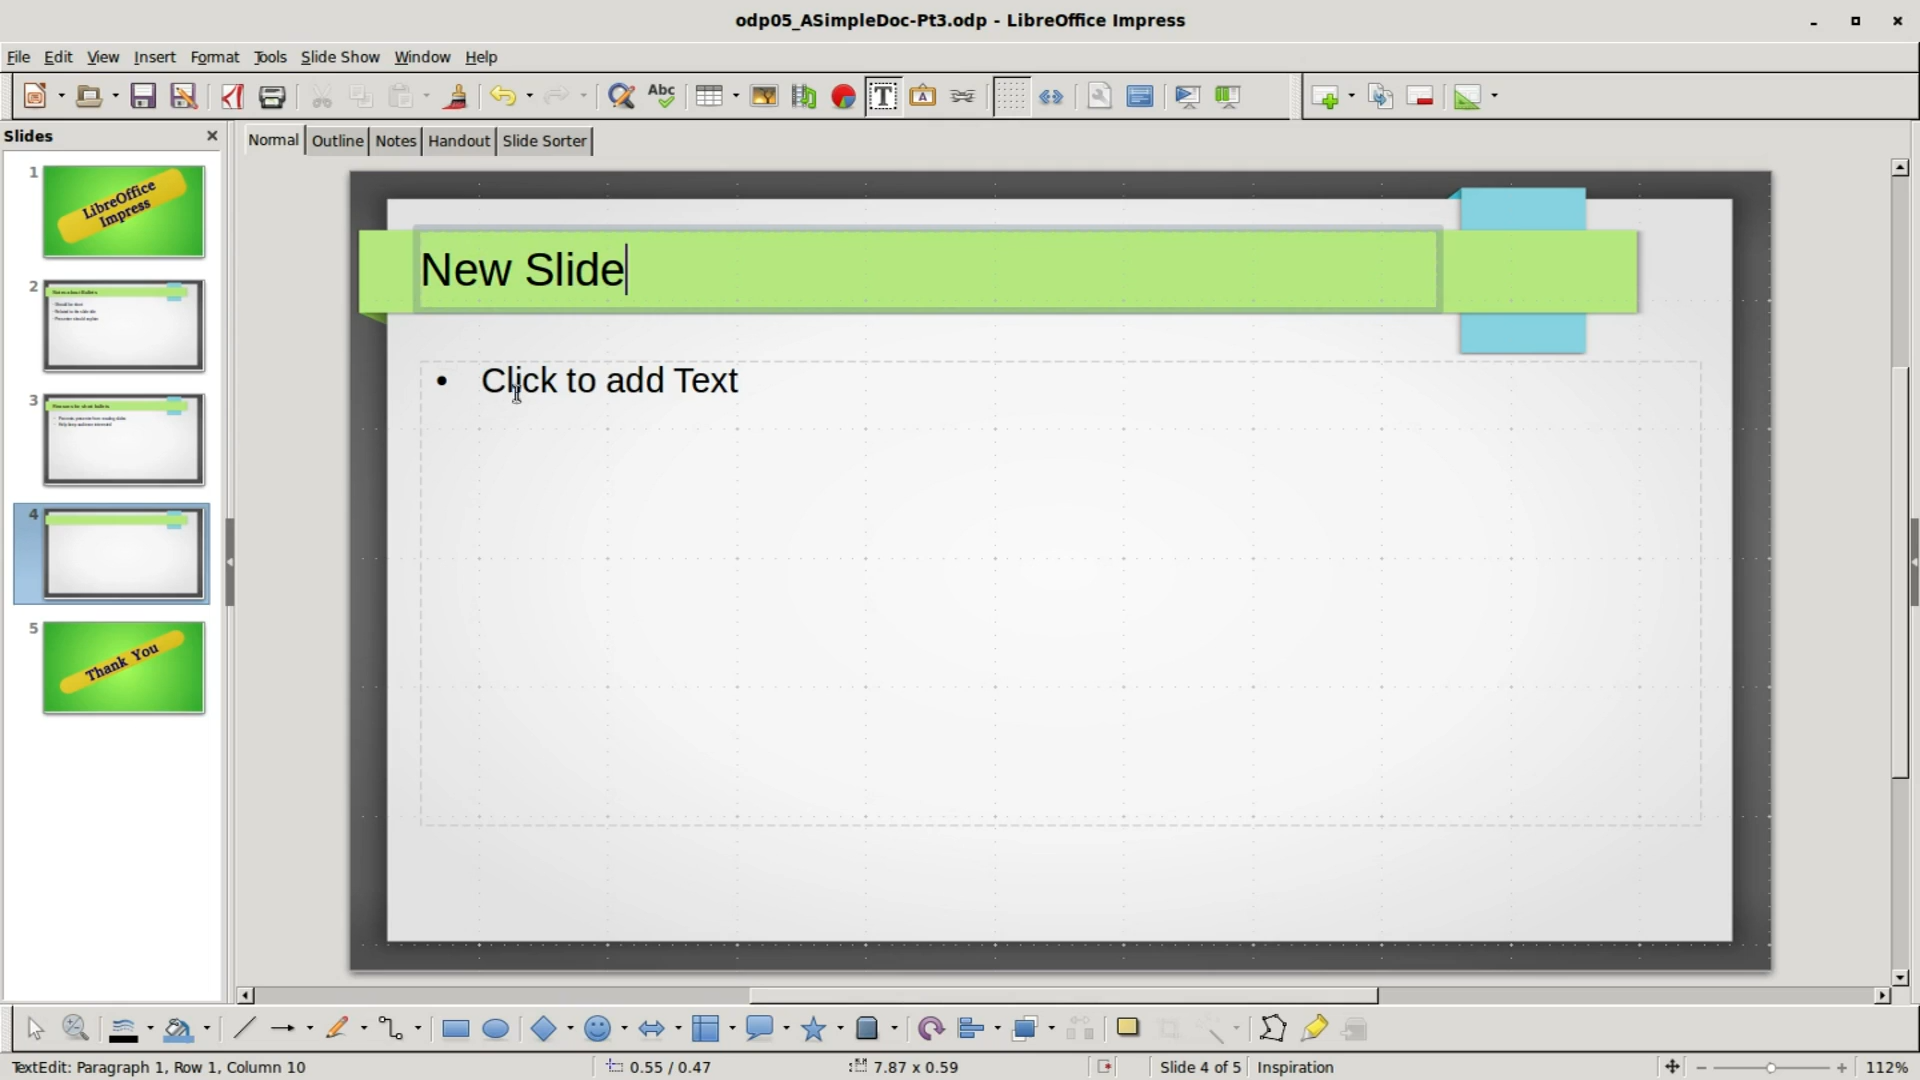 odp05_ASimpleDoc-Pt3.odp - LibreOffice Impress
File Edit View Insert Format Tools Slide Show Window Help
Abc
Slides
Normal Outline Notes Handout Slide Sorter
1
LibreOffice
Impress
2
3
4
5
Thank You
New Slide
• Click to add Text
TextEdit: Paragraph 1, Row 1, Column 10
0.55 / 0.47
7.87 x 0.59
Slide 4 of 5
Inspiration
112%